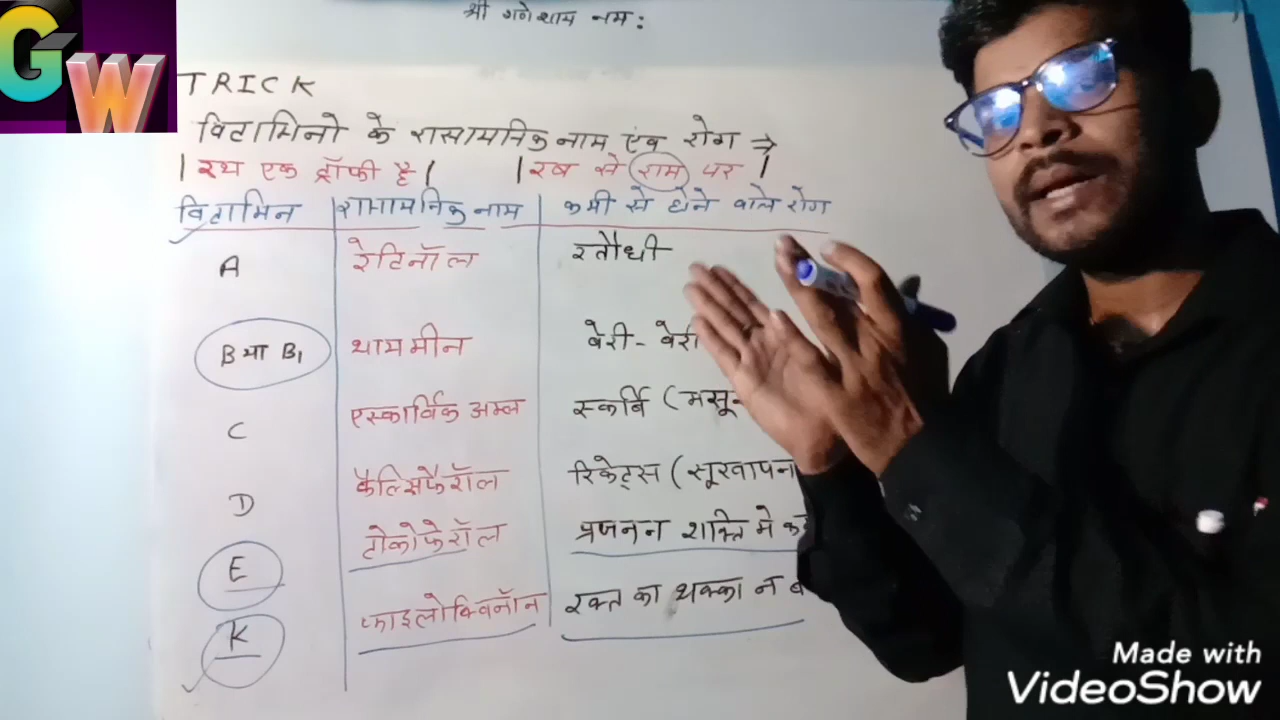 श्री गणेशाय नमः
GW
TRICK
विटामिनो के रासायनिक नाम एंव रोग ⇒
| रथ एक ट्रॉफी है | | रब से राम पर |
विटामिन रासायनिक नाम कमी से होने वाले रोग
A रेटिनॉल रतौधी
B या B₁ थायमीन बेरी-बेरी
C एस्कार्विक अम्ल स्कर्वि
D कैल्सिफैरॉल रिकेट्स (सूखापन
E टोकोफेरॉल प्रजनन शक्ति मे
K फाइलोक्विनॉन रक्त का थक्का न
Made with
VideoShow